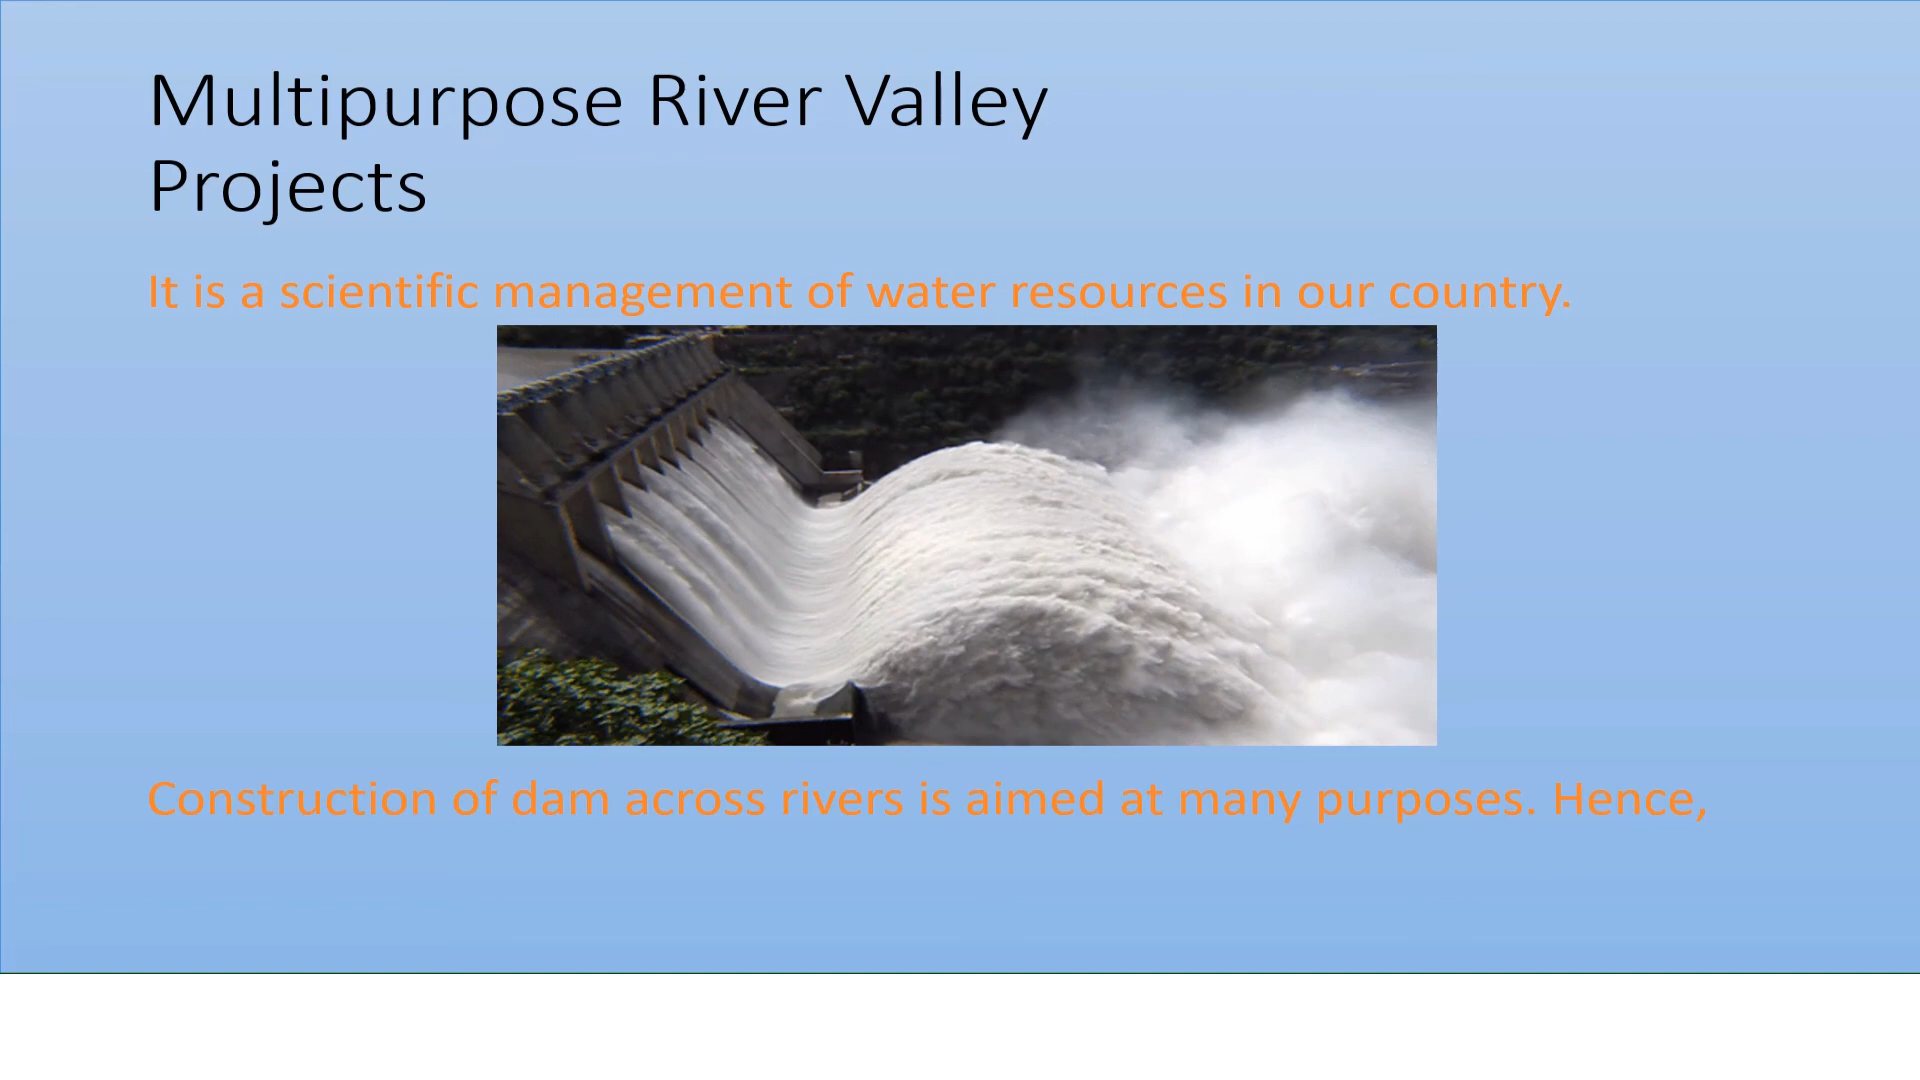 Multipurpose River Valley
Projects
It is a scientific management of water resources in our country.
Construction of dam across rivers is aimed at many purposes. Hence,